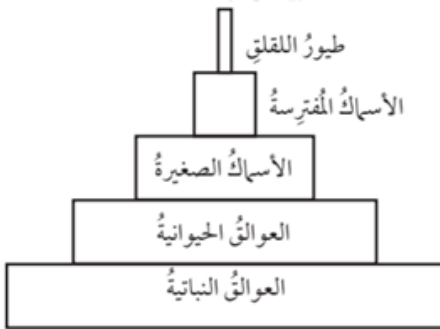 طيورُ اللقلقِ
الأسماكُ المُفترِسةُ
الأسماكُ الصغيرةُ
العوالقُ الحيوانيةُ
العوالقُ النباتيةُ